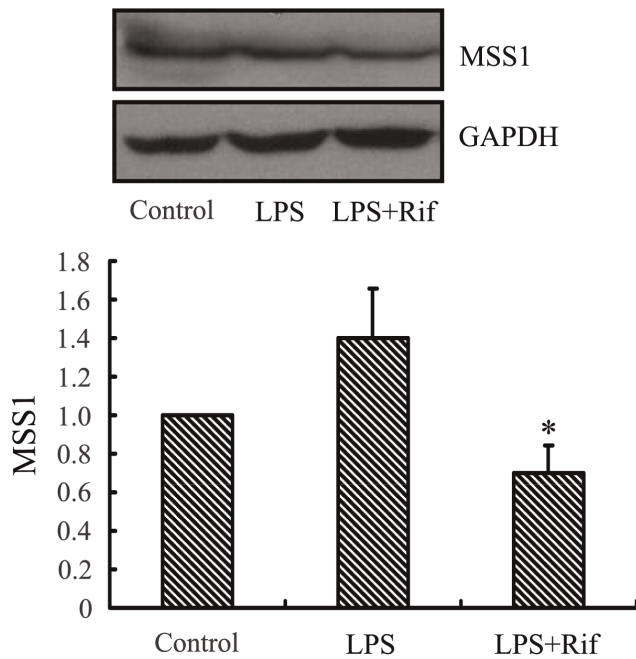 MSS1
GAPDH
Control LPS LPS+Rif
1.8
1.6
1.4
1.2
1.0
0.8
0.6
0.4
0.2
0
MSS1
*
Control LPS LPS+Rif